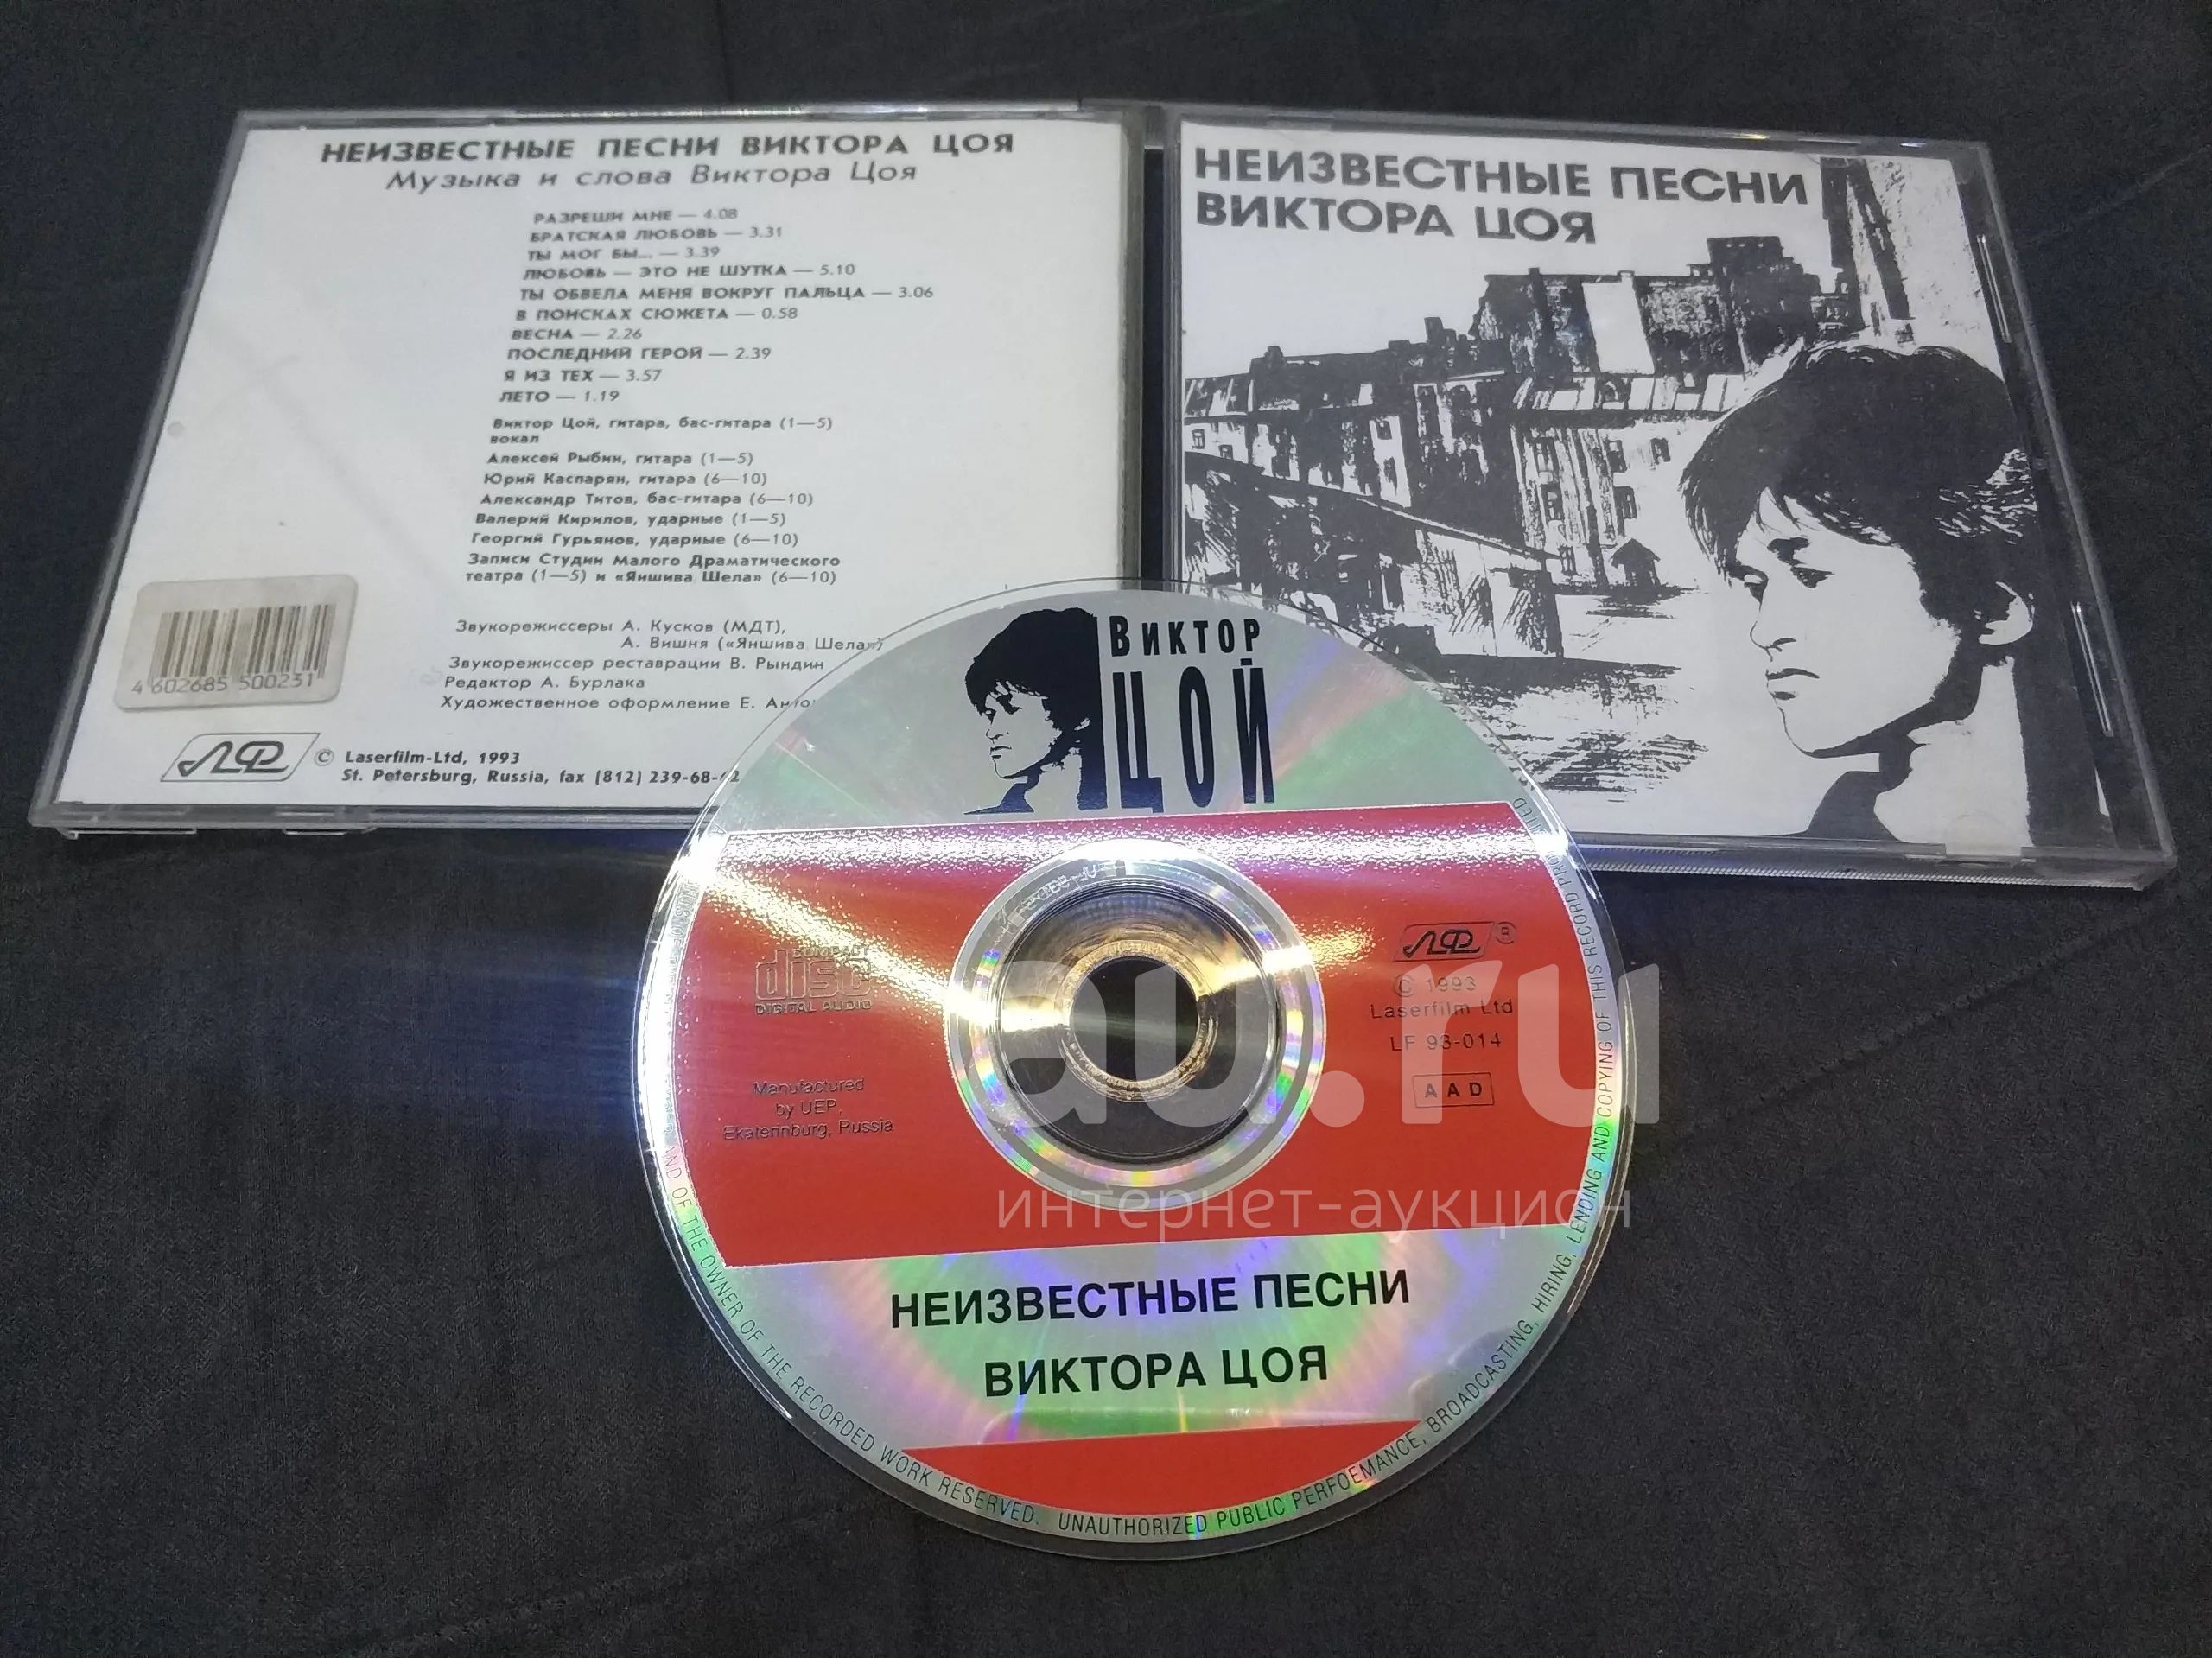 НЕИЗВЕСТНЫЕ ПЕСНИ ВИКТОРА ЦОЯ
Музыка и слова Виктора Цоя
РАЗРЕШИ МНЕ — 4.08
БРАТСКАЯ ЛЮБОВЬ — 3.31
ТЫ МОГ БЫ... — 3.39
ЛЮБОВЬ — ЭТО НЕ ШУТКА — 5.10
ТЫ ОБВЕЛА МЕНЯ ВОКРУГ ПАЛЬЦА — 3.06
В ПОИСКАХ СЮЖЕТА — 0.58
ВЕСНА — 2.26
ПОСЛЕДНИЙ ГЕРОЙ — 2.39
Я ИЗ ТЕХ — 3.57
ЛЕТО — 1.19
Виктор Цой, гитара, бас-гитара (1—5)
вокал
Алексей Рыбин, гитара (1—5)
Юрий Каспарян, гитара (6—10)
Александр Титов, бас-гитара (6—10)
Валерий Кирилов, ударные (1—5)
Георгий Гурьянов, ударные (6—10)
Записи Студии Малого Драматического
театра (1—5) и «Яншива Шела» (6—10)
Звукорежиссеры А. Кусков (МДТ),
А. Вишня («Яншива Шела»)
Звукорежиссер реставрации В. Рындин
Редактор А. Бурлака
Художественное оформление Е.
4 602685 500231
ЛФ © Laserfilm-Ltd, 1993
St. Petersburg, Russia, fax (812) 239-68-
НЕИЗВЕСТНЫЕ ПЕСНИ
ВИКТОРА ЦОЯ
ВИКТОР
ЦОЙ
COMPACT
disc
DIGITAL AUDIO
Manufactured
by UEP,
Ekaterinburg, Russia
ЛФ ®
© 1993
Laserfilm Ltd
LF 93-014
AAD
НЕИЗВЕСТНЫЕ ПЕСНИ
ВИКТОРА ЦОЯ
AND OF THE OWNER OF THE RECORDED WORK RESERVED. UNAUTHORIZED PUBLIC PERFOEMANCE, BROADCASTING, HIRING, LENDING AND COPYING OF THIS RECORD
au.ru
интернет-аукцион